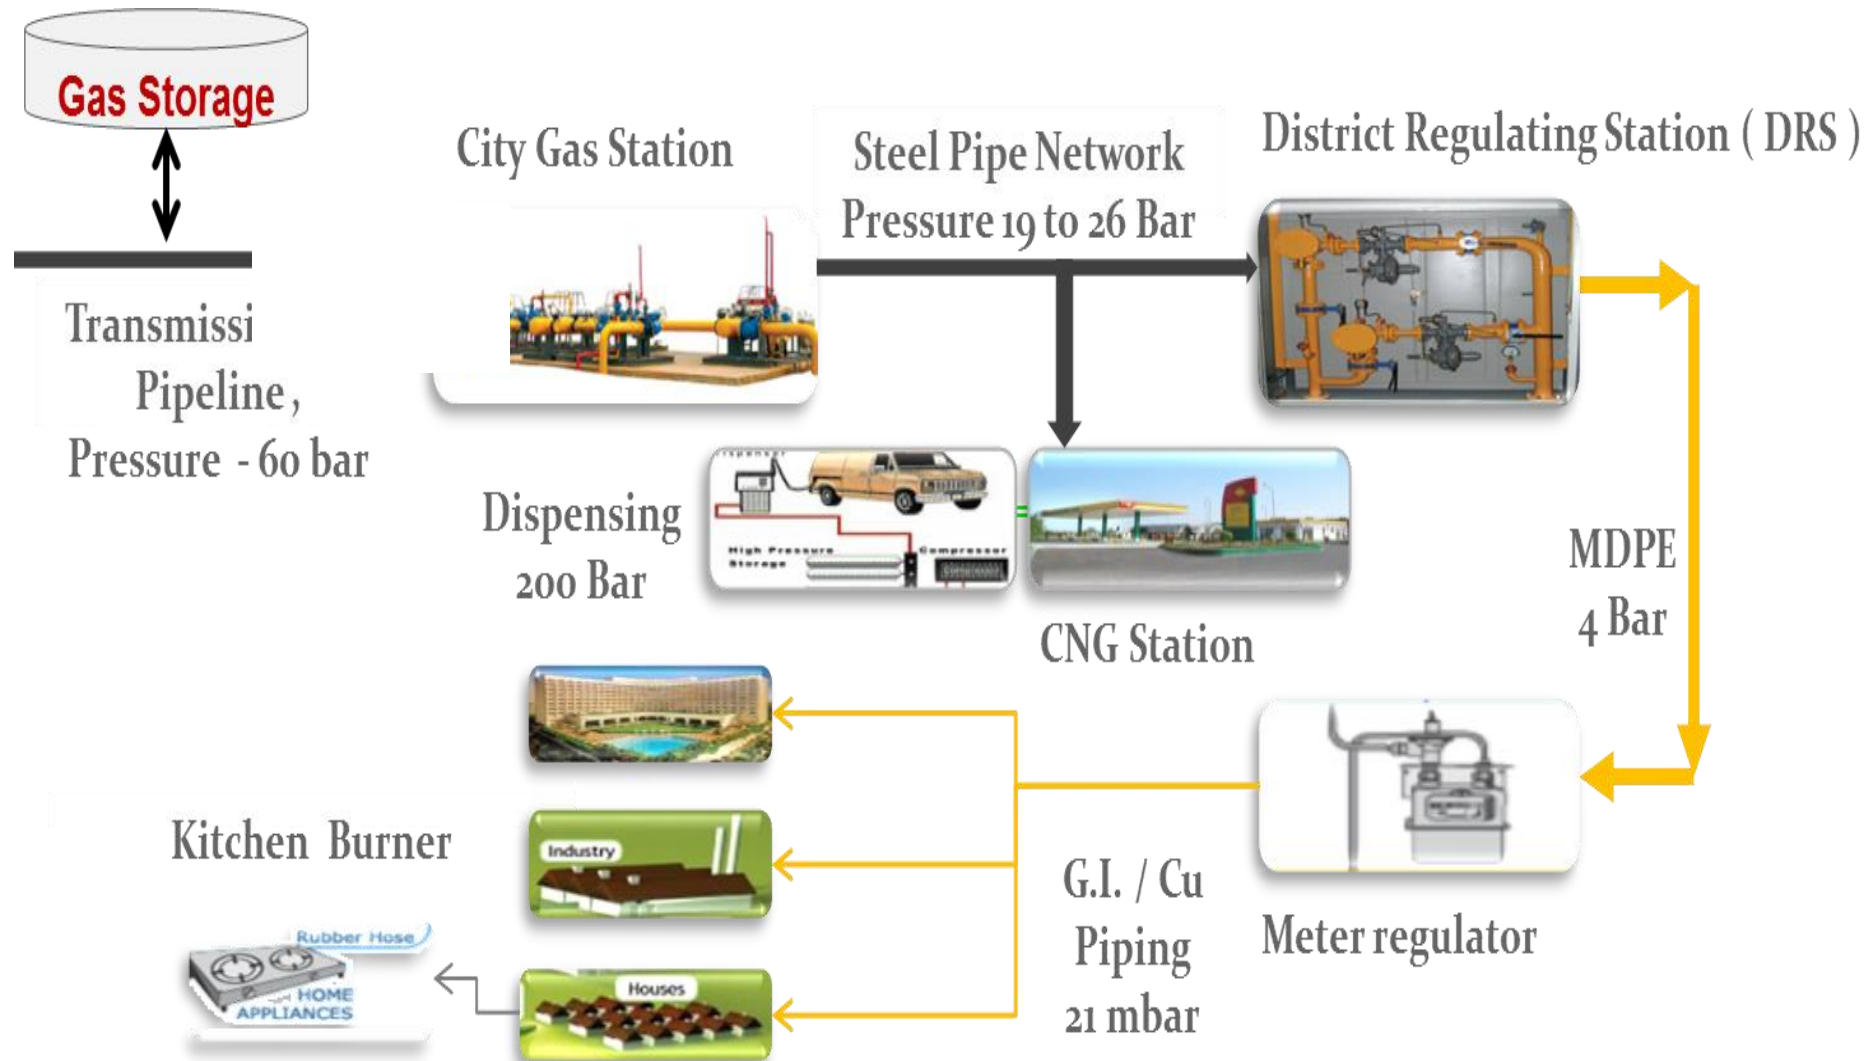 Gas Storage
City Gas Station
Steel Pipe Network
Pressure 19 to 26 Bar
District Regulating Station ( DRS )
Transmissi
Pipeline ,
Pressure - 60 bar
Dispensing
200 Bar
High Pressure
Storage
Compressor
CNG Station
MDPE
4 Bar
Kitchen Burner
Industry
Houses
Rubber Hose
HOME
APPLIANCES
G.I. / Cu
Piping
21 mbar
Meter regulator